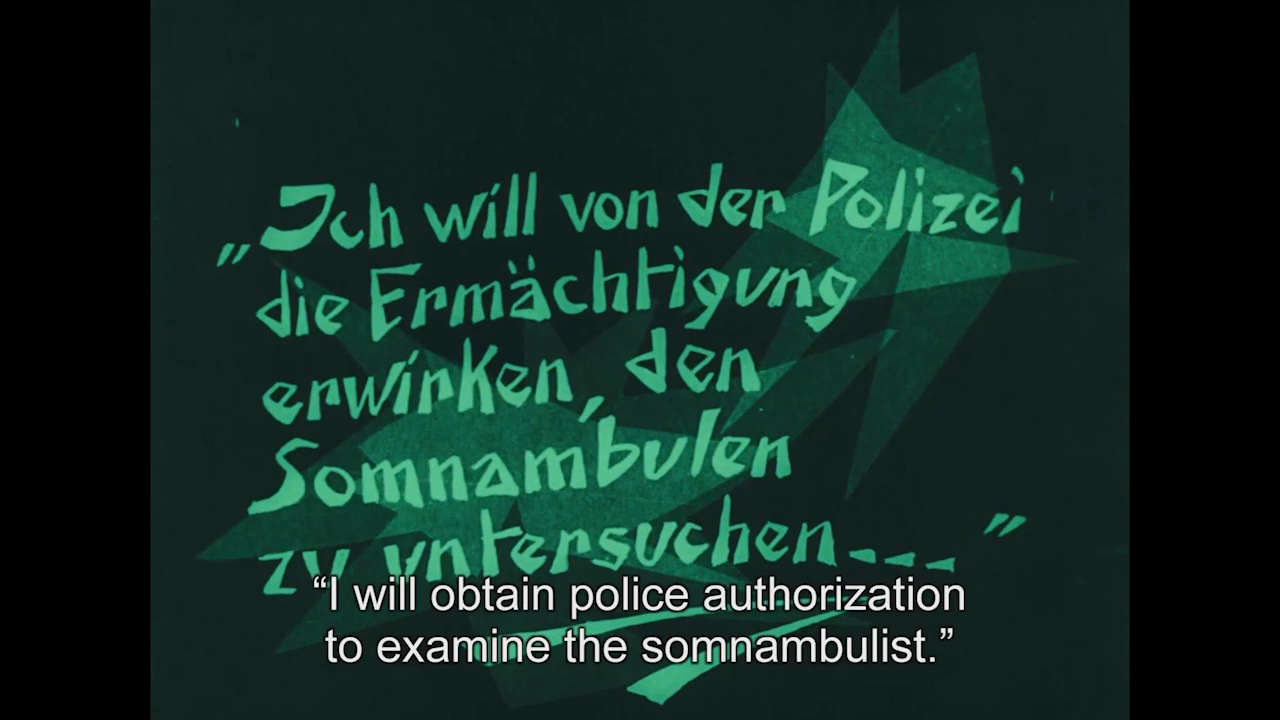 „Ich will von der Polizei
die Ermächtigung
erwirken, den
Somnambulen
zu untersuchen---"
“I will obtain police authorization
to examine the somnambulist.”